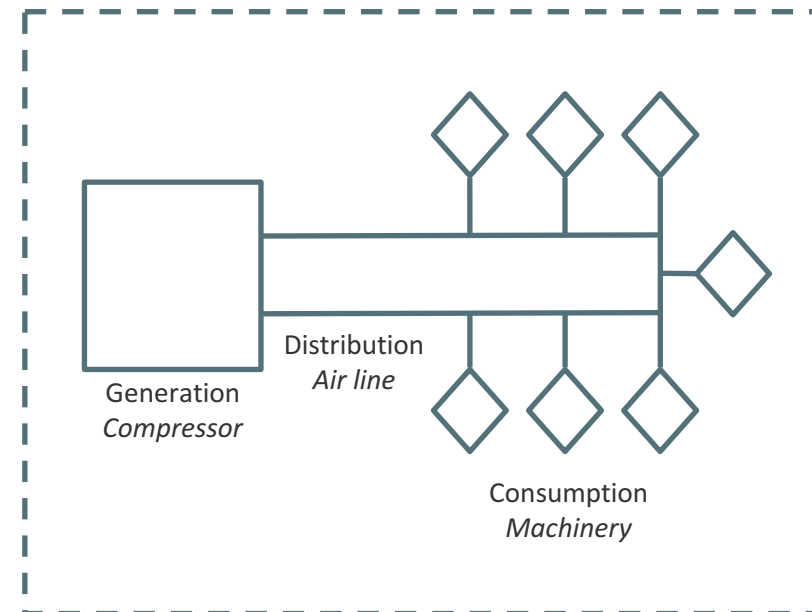 Distribution
Air line
Generation
Compressor
Consumption
Machinery